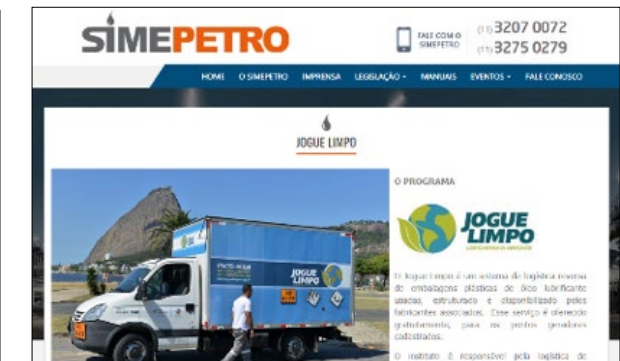 SIMEPETRO
FALE COM O
SIMEPETRO
(11) 3207 0072
(11) 3275 0279
HOME O SIMEPETRO IMPRENSA LEGISLAÇÃO MANUAIS EVENTOS FALE CONOSCO
JOGUE LIMPO
O PROGRAMA
JOGUE
LIMPO
JOGUE
LIMPO
O Jogue Limpo é um sistema de logística reversa
de embalagens plásticas de óleo lubrificante
usadas, estruturado e disponibilizado pelos
fabricantes associados. Esse serviço é oferecido
gratuitamente, para os pontos geradores
cadastrados.
O instituto é responsável pela logística de